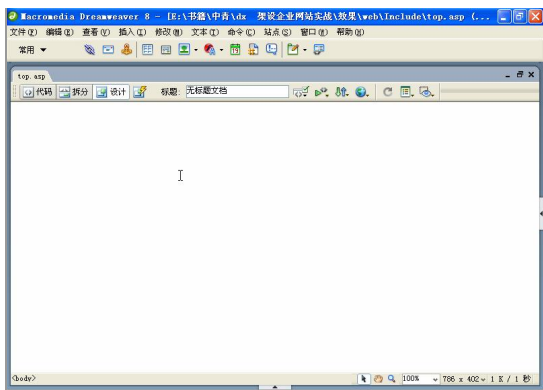 Macromedia Dreamweaver 8 - [E:\书籍\中青\dx 架设企业网站实战\效果\web\Include\top.asp (...
文件(F) 编辑(E) 查看(V) 插入(I) 修改(M) 文本(T) 命令(C) 站点(S) 窗口(W) 帮助(H)
常用
top.asp
代码 拆分 设计 标题: 无标题文档
<body> 100% 786 x 402 1 K / 1 秒